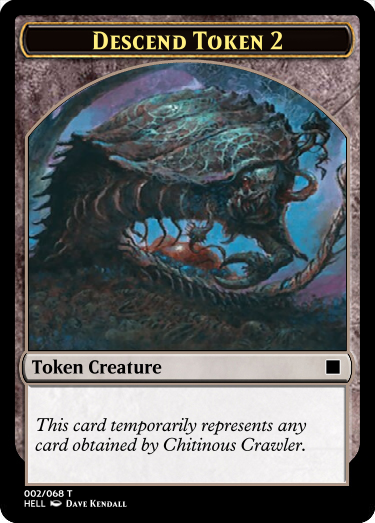 DESCEND TOKEN 2
Token Creature
This card temporarily represents any
card obtained by Chitinous Crawler.
002/068 T
HELL DAVE KENDALL